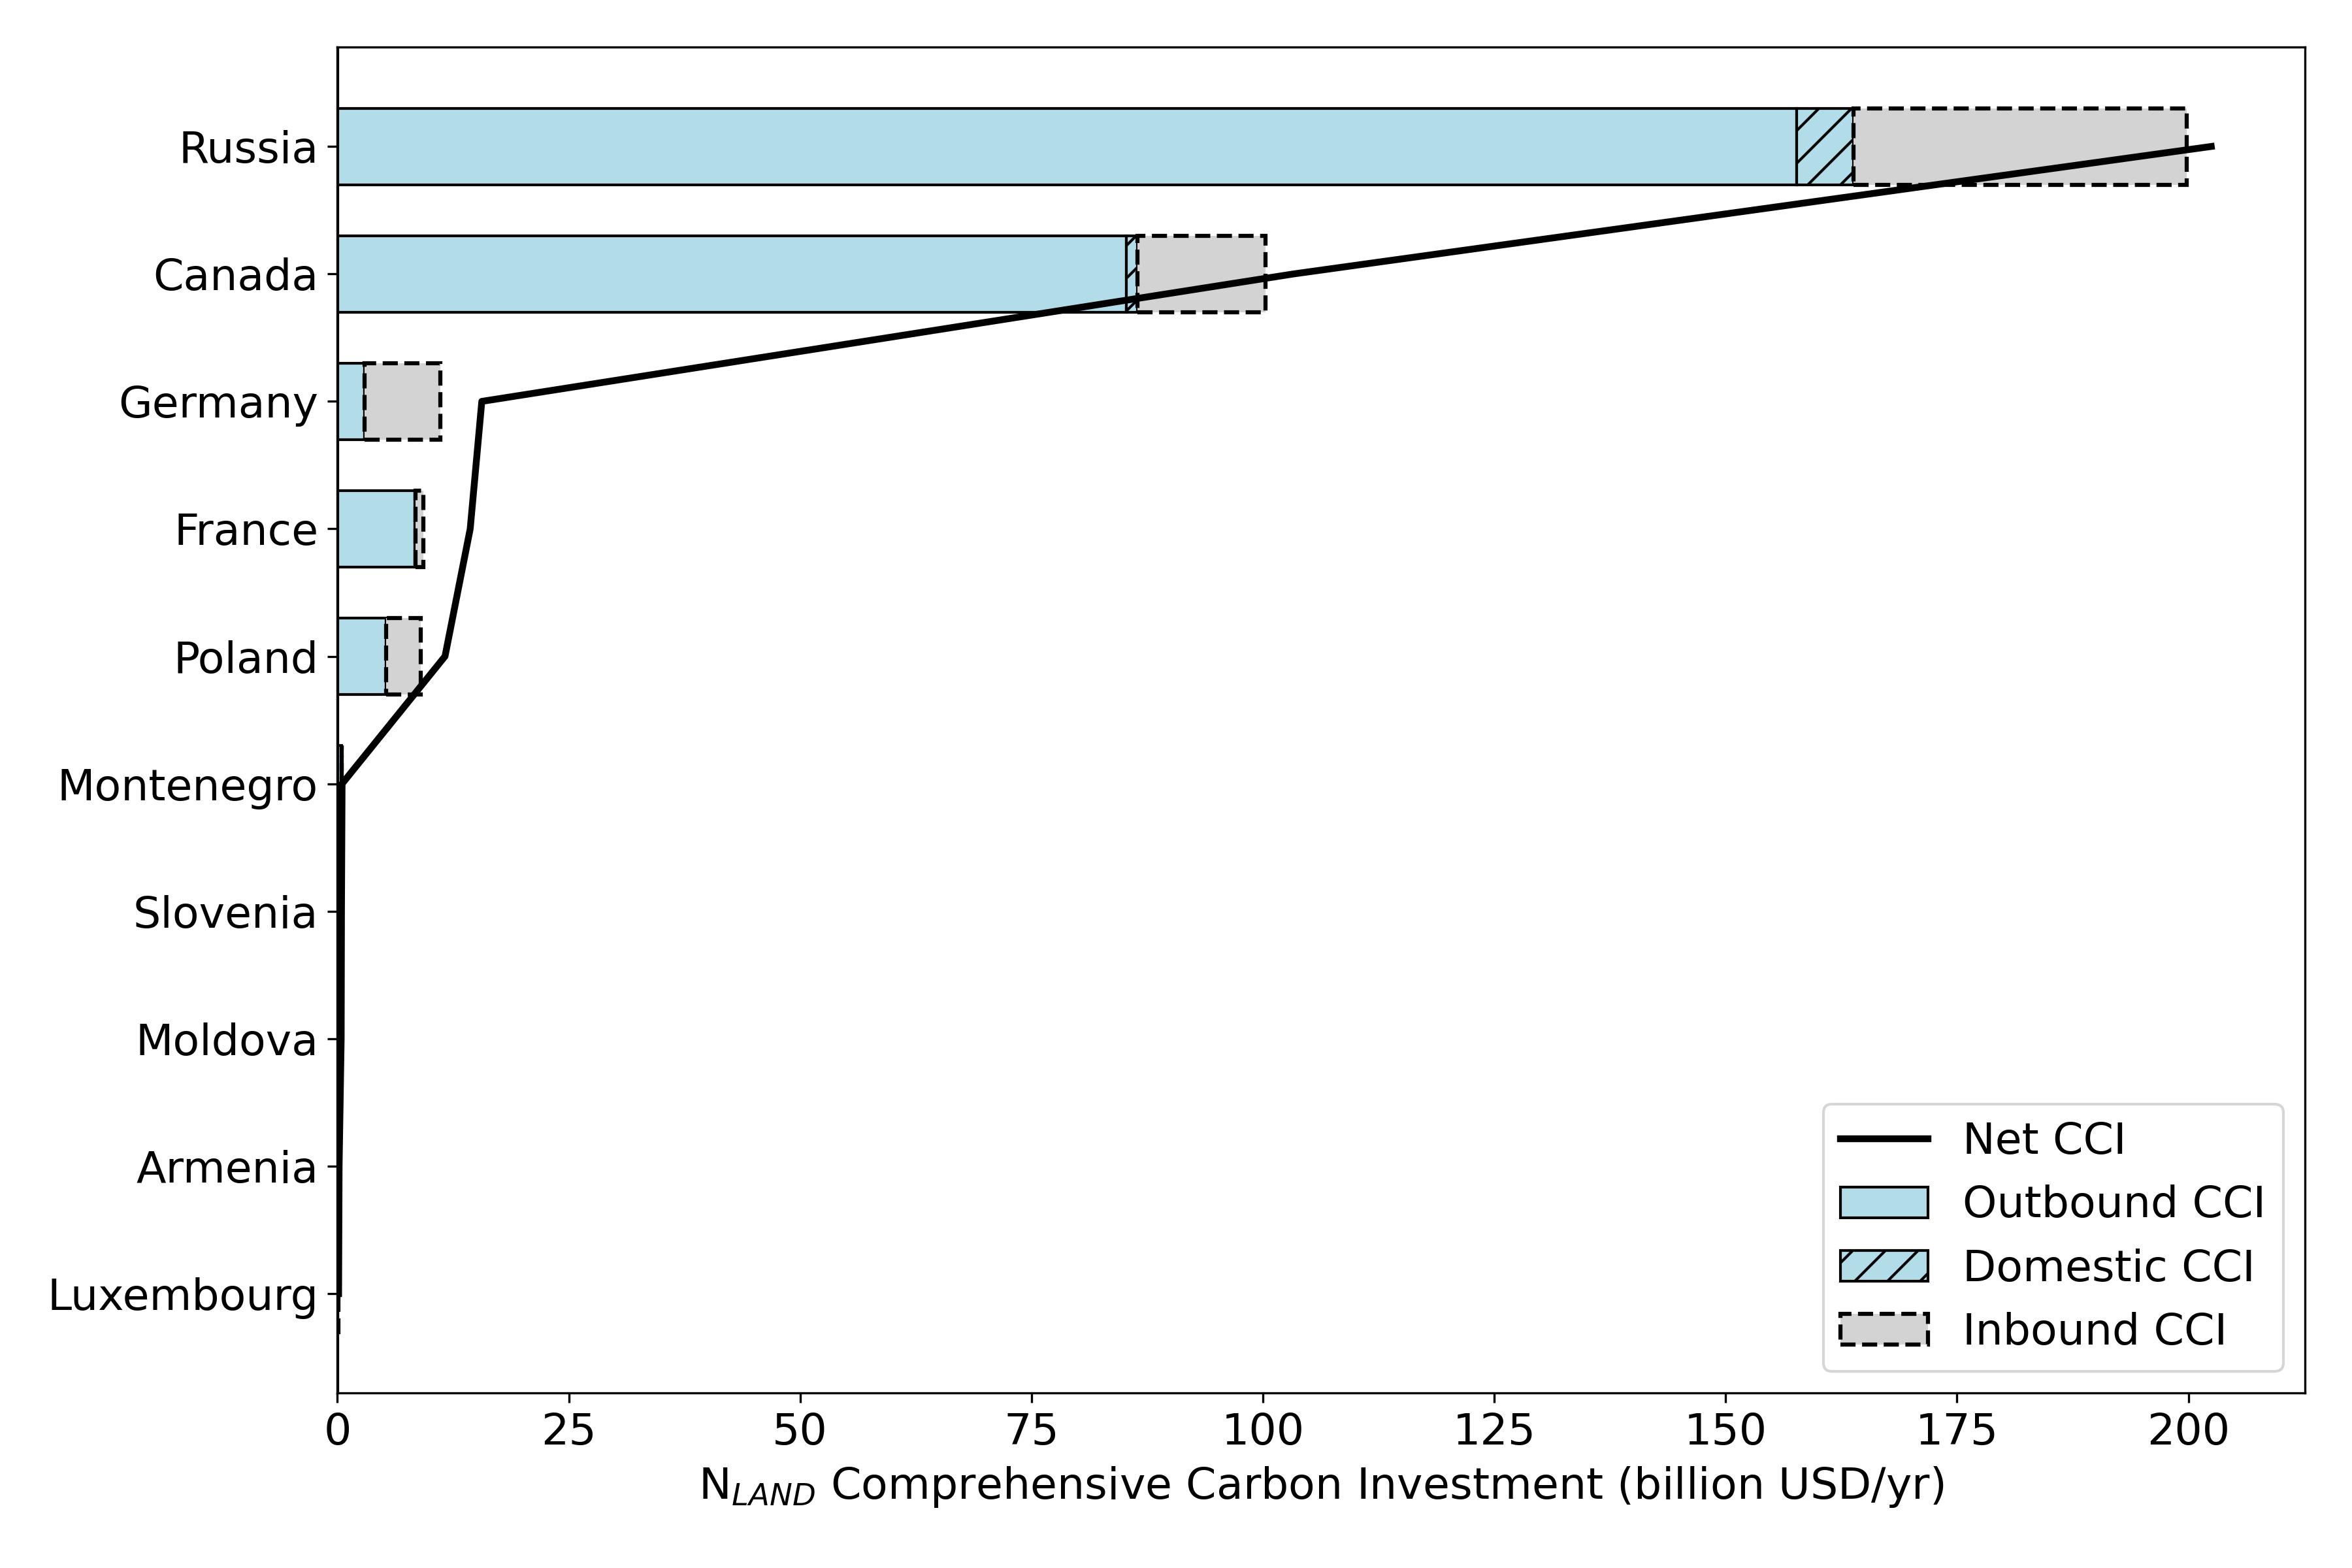 Russia
Canada
Germany
France
Poland
Montenegro
Slovenia
Moldova
Armenia
Luxembourg
Net CCI
Outbound CCI
Domestic CCI
Inbound CCI
0 25 50 75 100 125 150 175 200
N_LAND Comprehensive Carbon Investment (billion USD/yr)